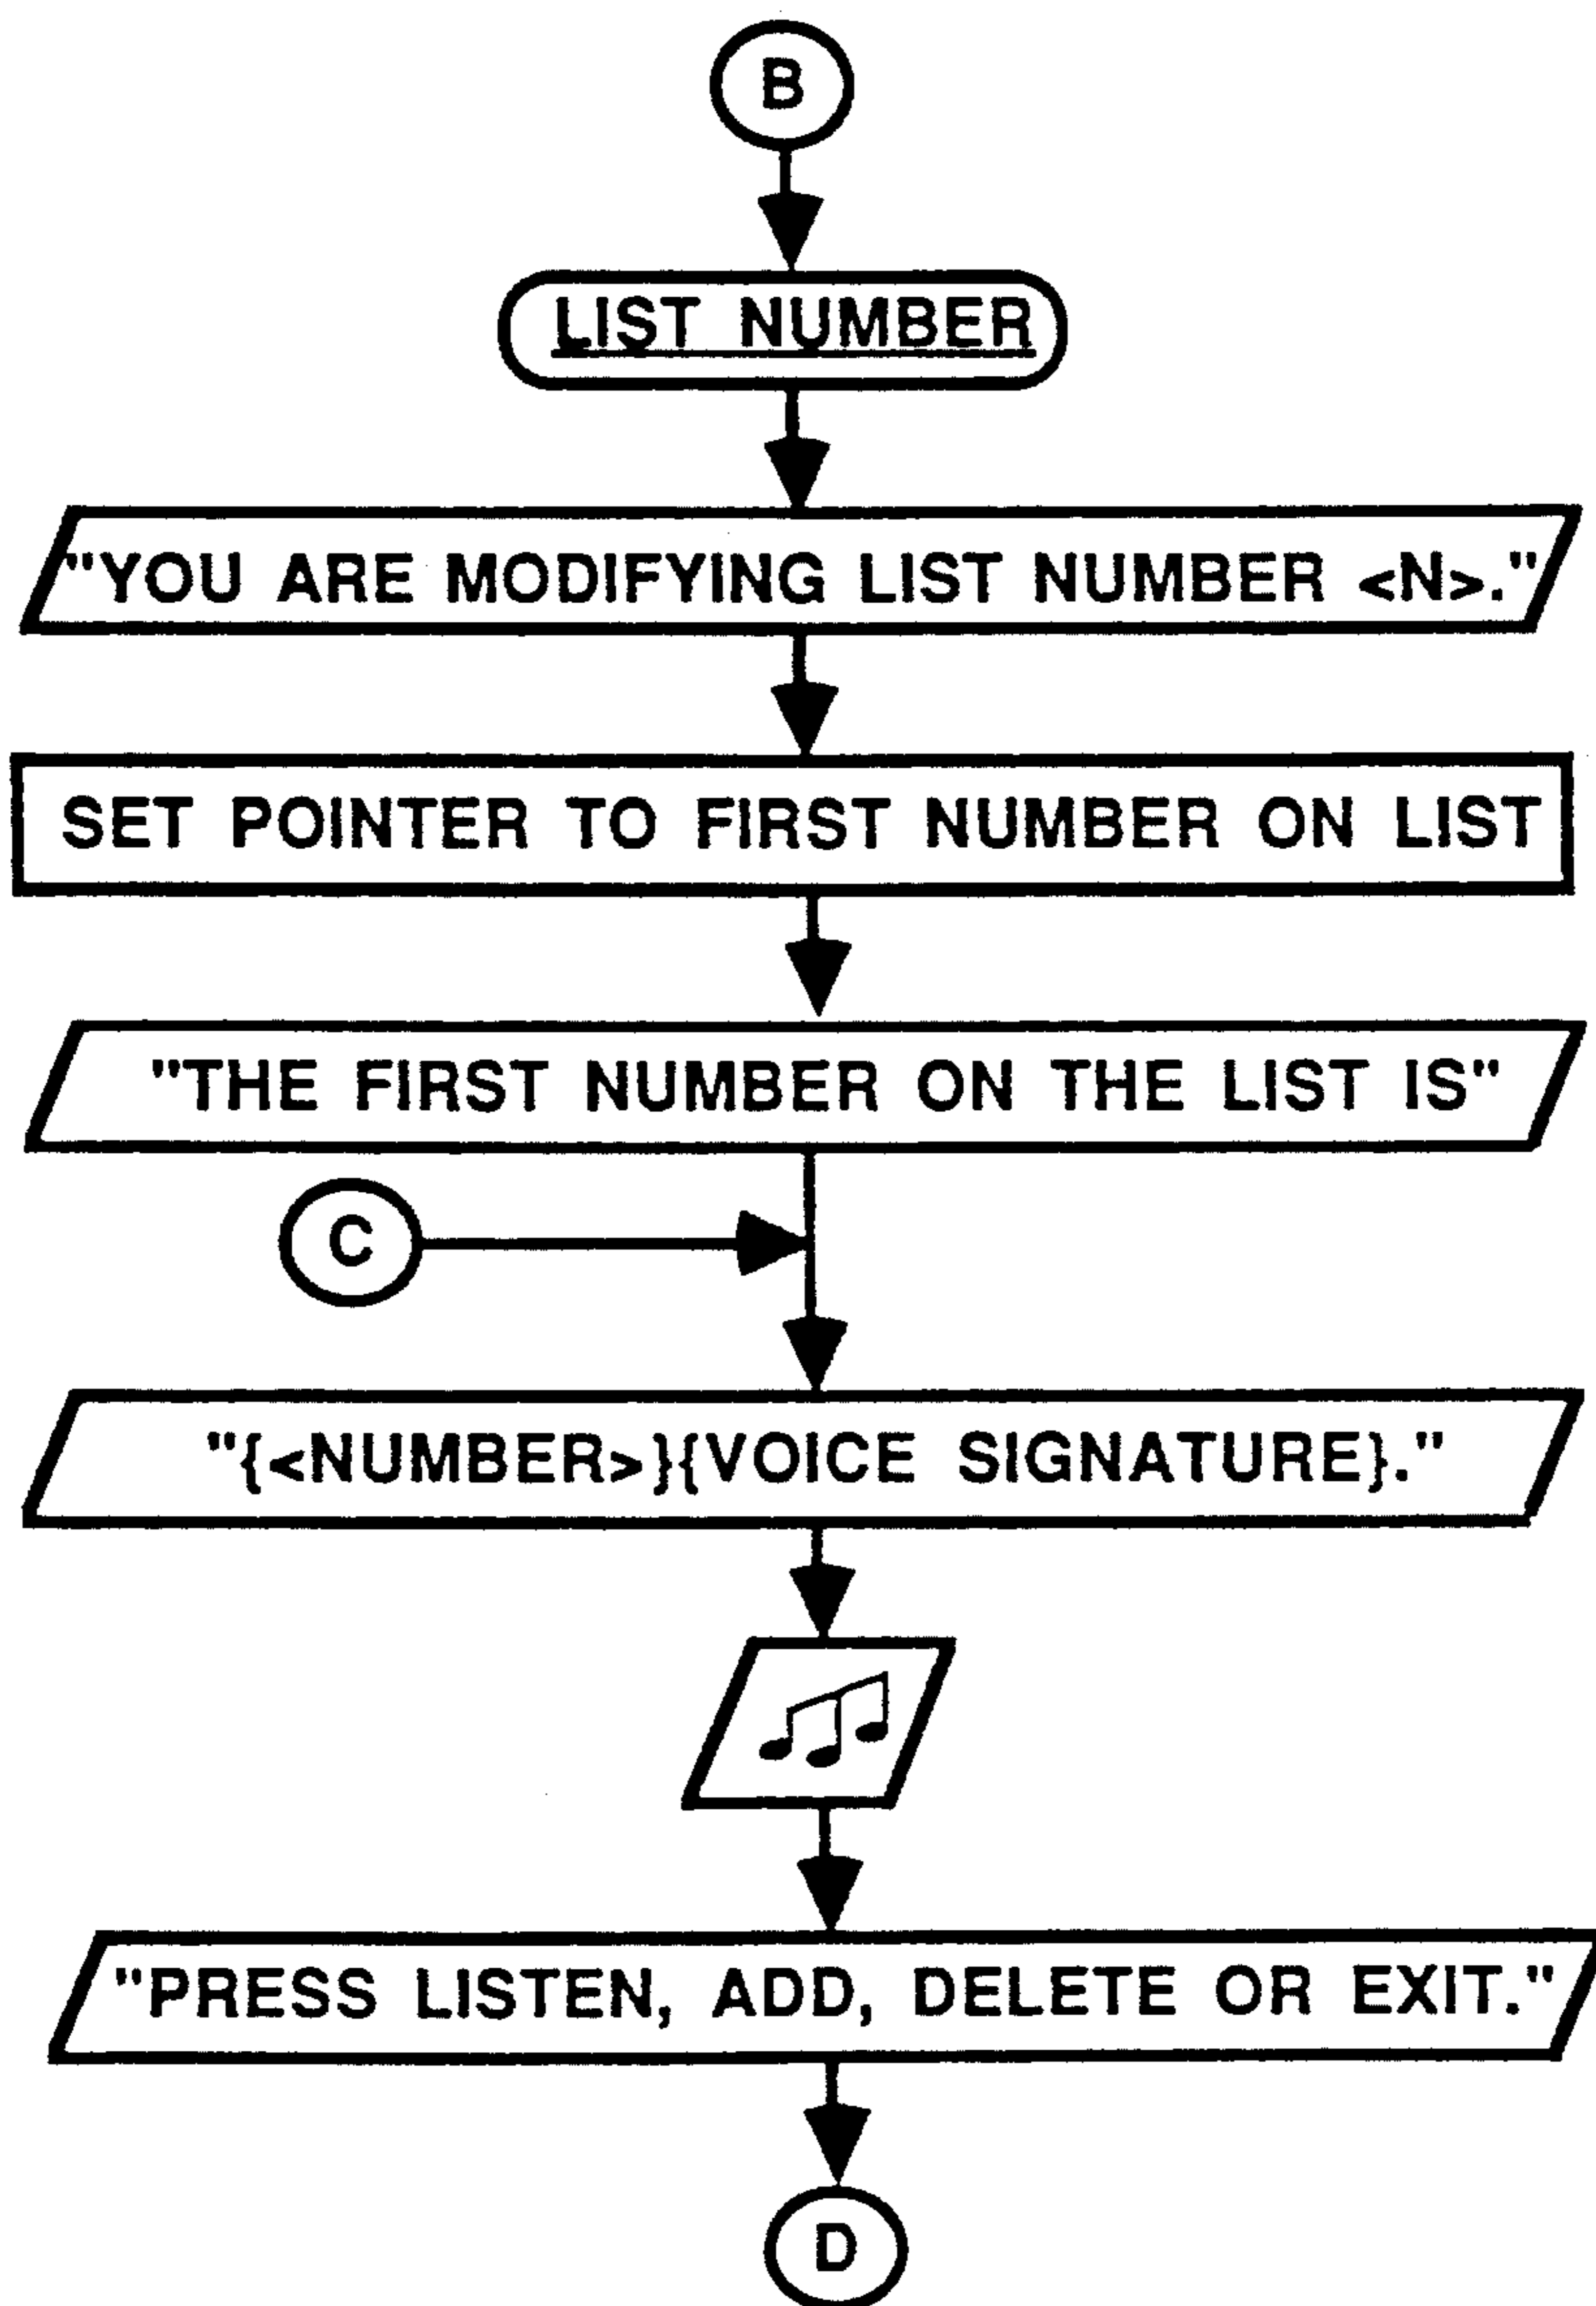 B
LIST NUMBER
"YOU ARE MODIFYING LIST NUMBER <N>."
SET POINTER TO FIRST NUMBER ON LIST
"THE FIRST NUMBER ON THE LIST IS"
C
"{<NUMBER>}{VOICE SIGNATURE}."
"PRESS LISTEN, ADD, DELETE OR EXIT."
D